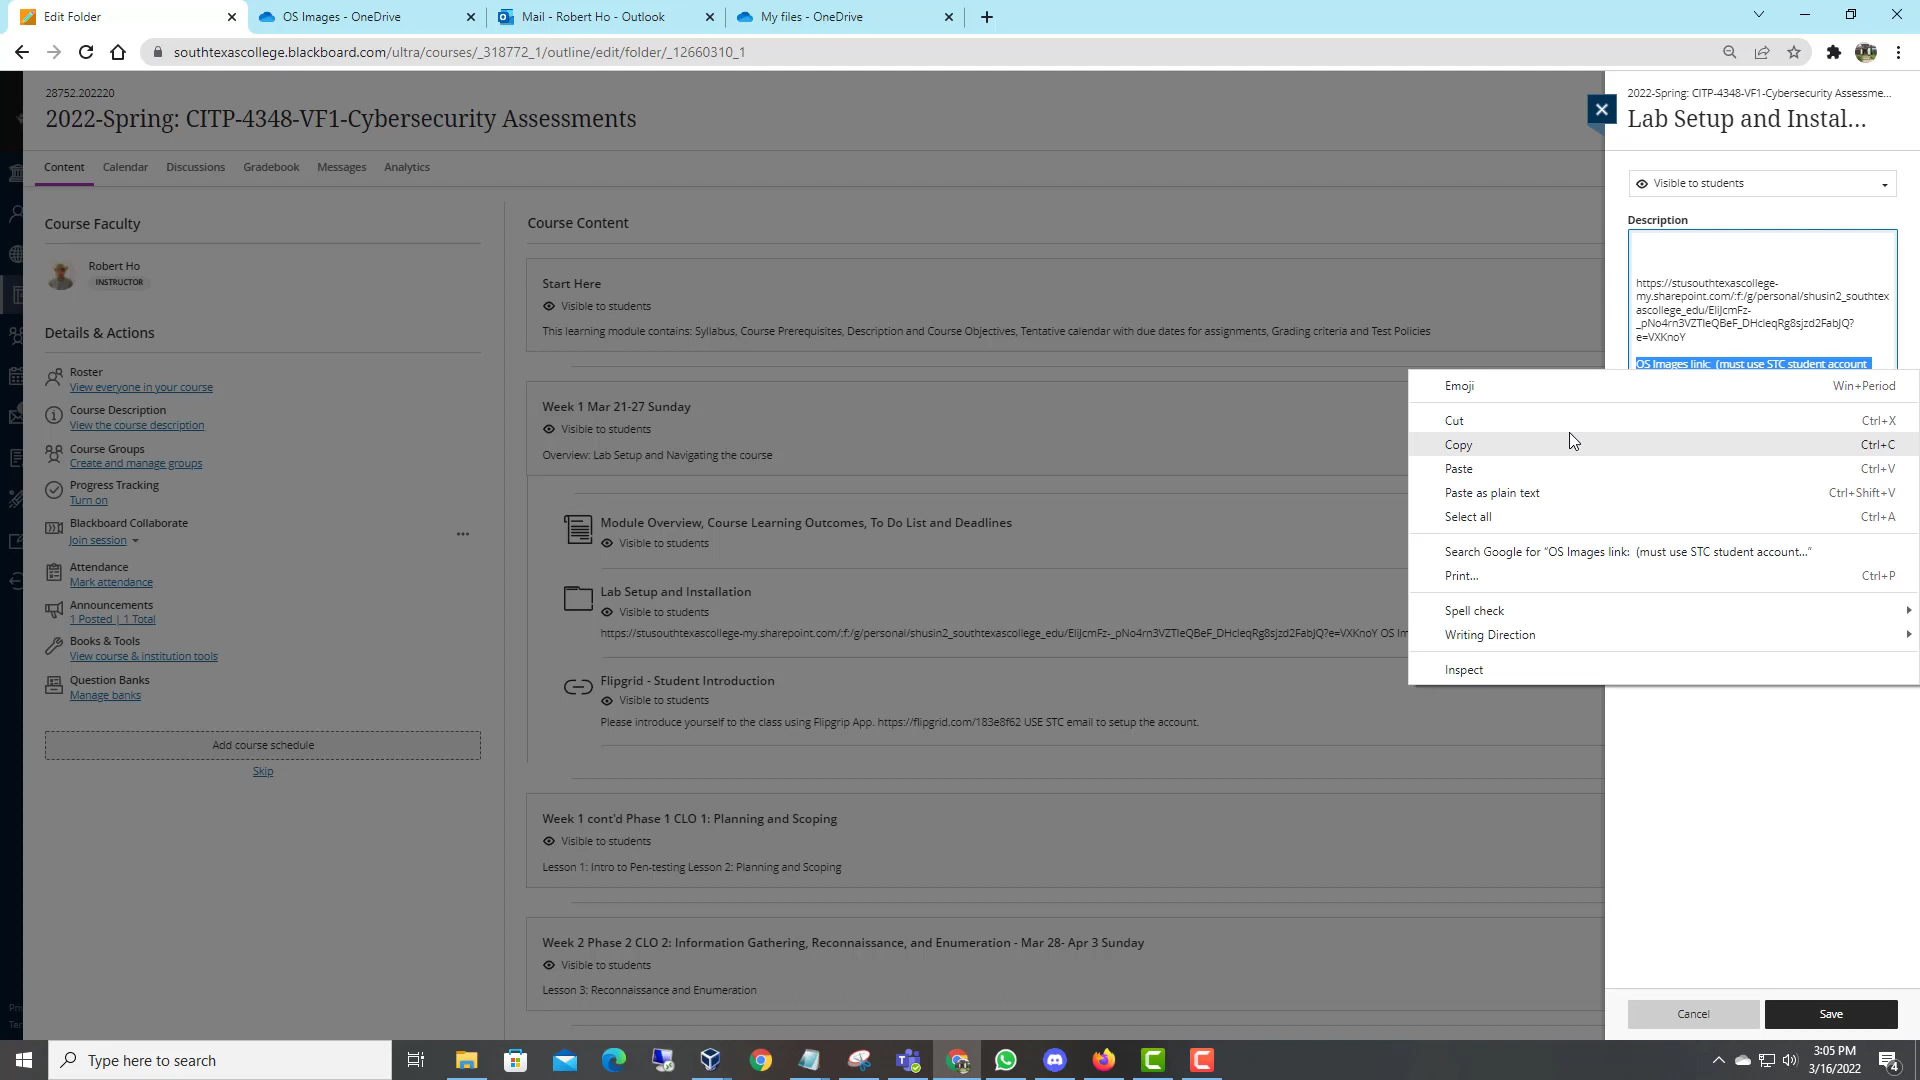 Edit Folder
OS Images - OneDrive
Mail - Robert Ho - Outlook
My files - OneDrive
southtexascollege.blackboard.com/ultra/courses/_318772_1/outline/edit/folder/_12660310_1
28752.202220
2022-Spring: CITP-4348-VF1-Cybersecurity Assessments
Content Calendar Discussions Gradebook Messages Analytics
Course Faculty
Robert Ho
INSTRUCTOR
Details & Actions
Roster
View everyone in your course
Course Description
View the course description
Course Groups
Create and manage groups
Progress Tracking
Turn on
Blackboard Collaborate
Join session
Attendance
Mark attendance
Announcements
1 Posted | 1 Total
Books & Tools
View course & institution tools
Question Banks
Manage banks
Add course schedule
Skip
Course Content
Start Here
Visible to students
This learning module contains: Syllabus, Course Prerequisites, Description and Course Objectives, Tentative calendar with due dates for assignments, Grading criteria and Test Policies
Week 1 Mar 21-27 Sunday
Visible to students
Overview: Lab Setup and Navigating the course
Module Overview, Course Learning Outcomes, To Do List and Deadlines
Visible to students
Lab Setup and Installation
Visible to students
https://stusouthtexascollege-my.sharepoint.com/:f:/g/personal/shusin2_southtexascollege_edu/EliJcmFz-_pNo4rn3VZTIeQBeF_DHcleqRg8sjzd2FabJQ?e=VXKnoY OS Im
Flipgrid - Student Introduction
Visible to students
Please introduce yourself to the class using Flipgrip App. https://flipgrid.com/183e8f62 USE STC email to setup the account.
Week 1 cont'd Phase 1 CLO 1: Planning and Scoping
Visible to students
Lesson 1: Intro to Pen-testing Lesson 2: Planning and Scoping
Week 2 Phase 2 CLO 2: Information Gathering, Reconnaissance, and Enumeration - Mar 28- Apr 3 Sunday
Visible to students
Lesson 3: Reconnaissance and Enumeration
2022-Spring: CITP-4348-VF1-Cybersecurity Assessme...
Lab Setup and Instal...
Visible to students
Description
https://stusouthtexascollege-
my.sharepoint.com/:f:/g/personal/shusin2_southtex
ascollege_edu/EliJcmFz-
_pNo4rn3VZTIeQBeF_DHcleqRg8sjzd2FabJQ?
e=VXKnoY
OS Images link: (must use STC student account
Emoji Win+Period
Cut Ctrl+X
Copy Ctrl+C
Paste Ctrl+V
Paste as plain text Ctrl+Shift+V
Select all Ctrl+A
Search Google for “OS Images link: (must use STC student account...”
Print... Ctrl+P
Spell check
Writing Direction
Inspect
Cancel
Save
Type here to search
3:05 PM
3/16/2022
4